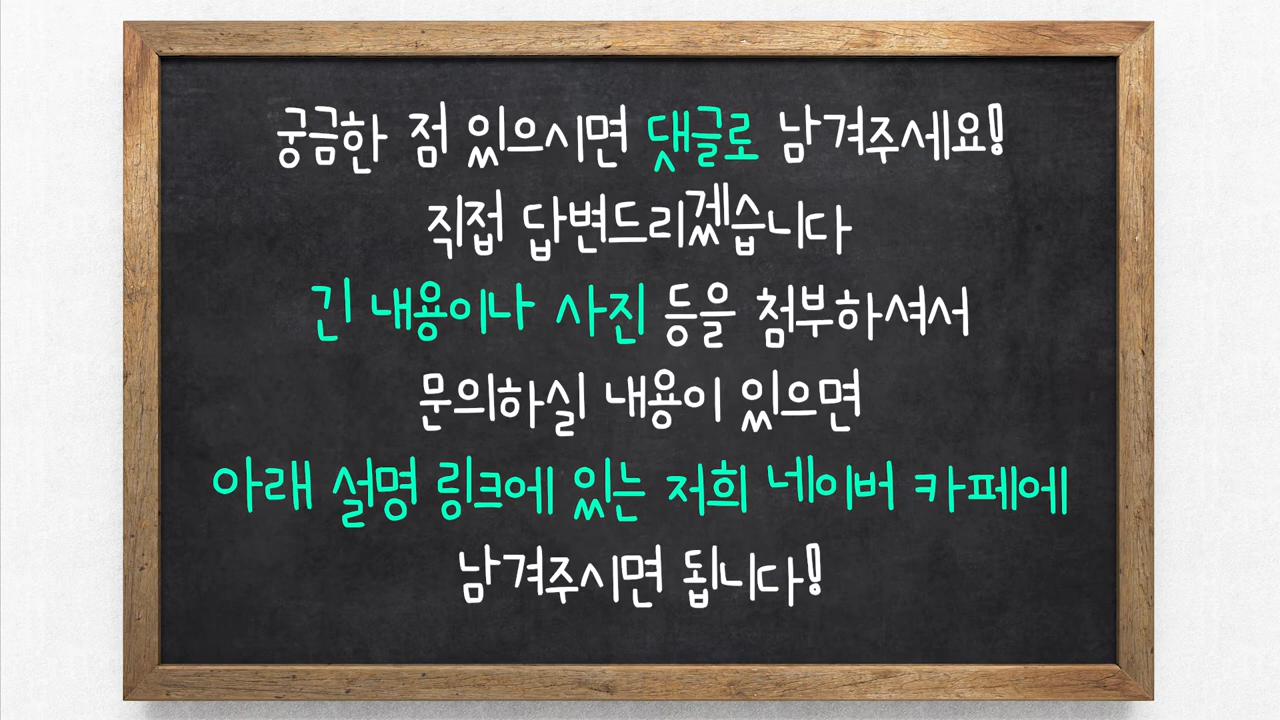 궁금한 점 있으시면 댓글로 남겨주세요!
직접 답변드리겠습니다
긴 내용이나 사진 등을 첨부하셔서
문의하실 내용이 있으면
아래 설명 링크에 있는 저희 네이버 카페에
남겨주시면 됩니다!